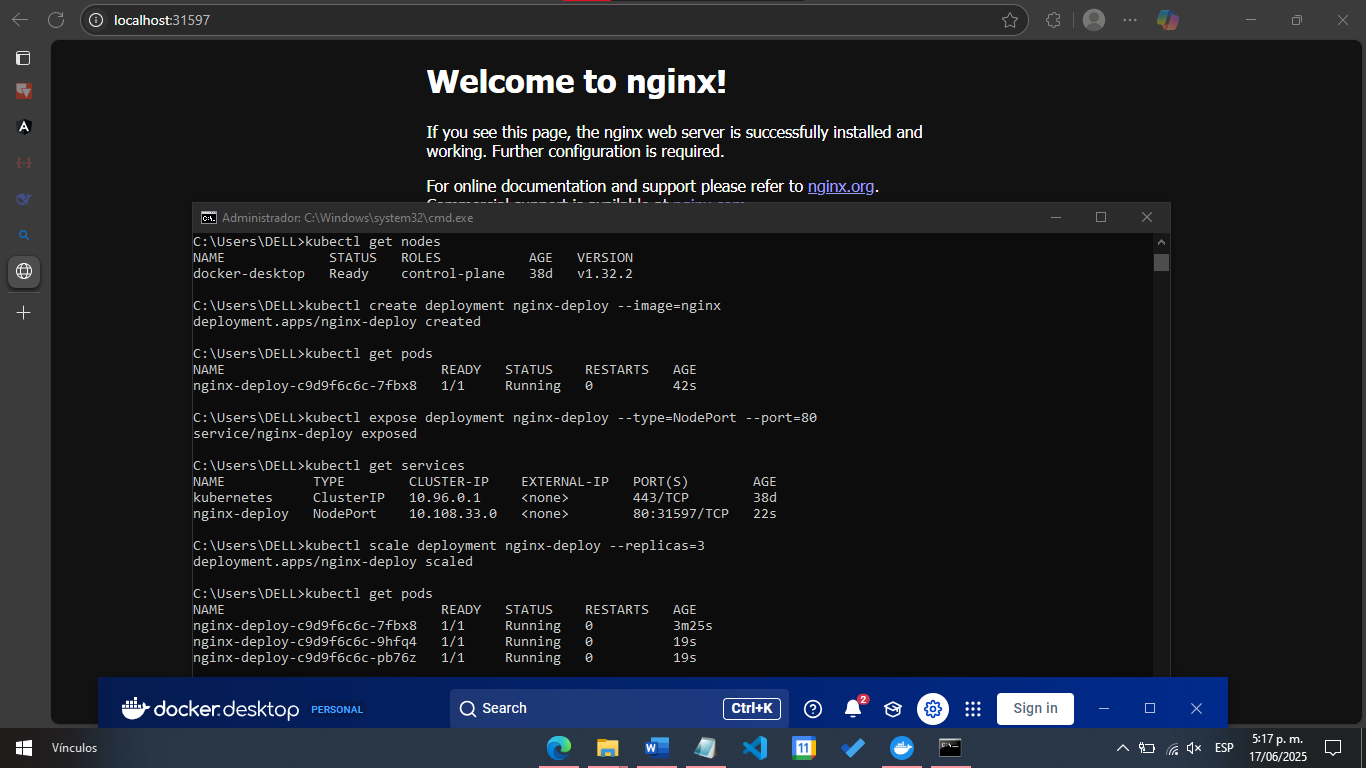 localhost:31597
Welcome to nginx!
If you see this page, the nginx web server is successfully installed and
working. Further configuration is required.
For online documentation and support please refer to nginx.org.
Commercial support is available at nginx.com
Administrador: C:\Windows\system32\cmd.exe
C:\Users\DELL>kubectl get nodes
NAME STATUS ROLES AGE VERSION
docker-desktop Ready control-plane 38d v1.32.2
C:\Users\DELL>kubectl create deployment nginx-deploy --image=nginx
deployment.apps/nginx-deploy created
C:\Users\DELL>kubectl get pods
NAME READY STATUS RESTARTS AGE
nginx-deploy-c9d9f6c6c-7fbx8 1/1 Running 0 42s
C:\Users\DELL>kubectl expose deployment nginx-deploy --type=NodePort --port=80
service/nginx-deploy exposed
C:\Users\DELL>kubectl get services
NAME TYPE CLUSTER-IP EXTERNAL-IP PORT(S) AGE
kubernetes ClusterIP 10.96.0.1 <none> 443/TCP 38d
nginx-deploy NodePort 10.108.33.0 <none> 80:31597/TCP 22s
C:\Users\DELL>kubectl scale deployment nginx-deploy --replicas=3
deployment.apps/nginx-deploy scaled
C:\Users\DELL>kubectl get pods
NAME READY STATUS RESTARTS AGE
nginx-deploy-c9d9f6c6c-7fbx8 1/1 Running 0 3m25s
nginx-deploy-c9d9f6c6c-9hfq4 1/1 Running 0 19s
nginx-deploy-c9d9f6c6c-pb76z 1/1 Running 0 19s
docker.desktop PERSONAL Search Ctrl+K 2 Sign in
Vínculos 11 ESP 5:17 p. m.
17/06/2025